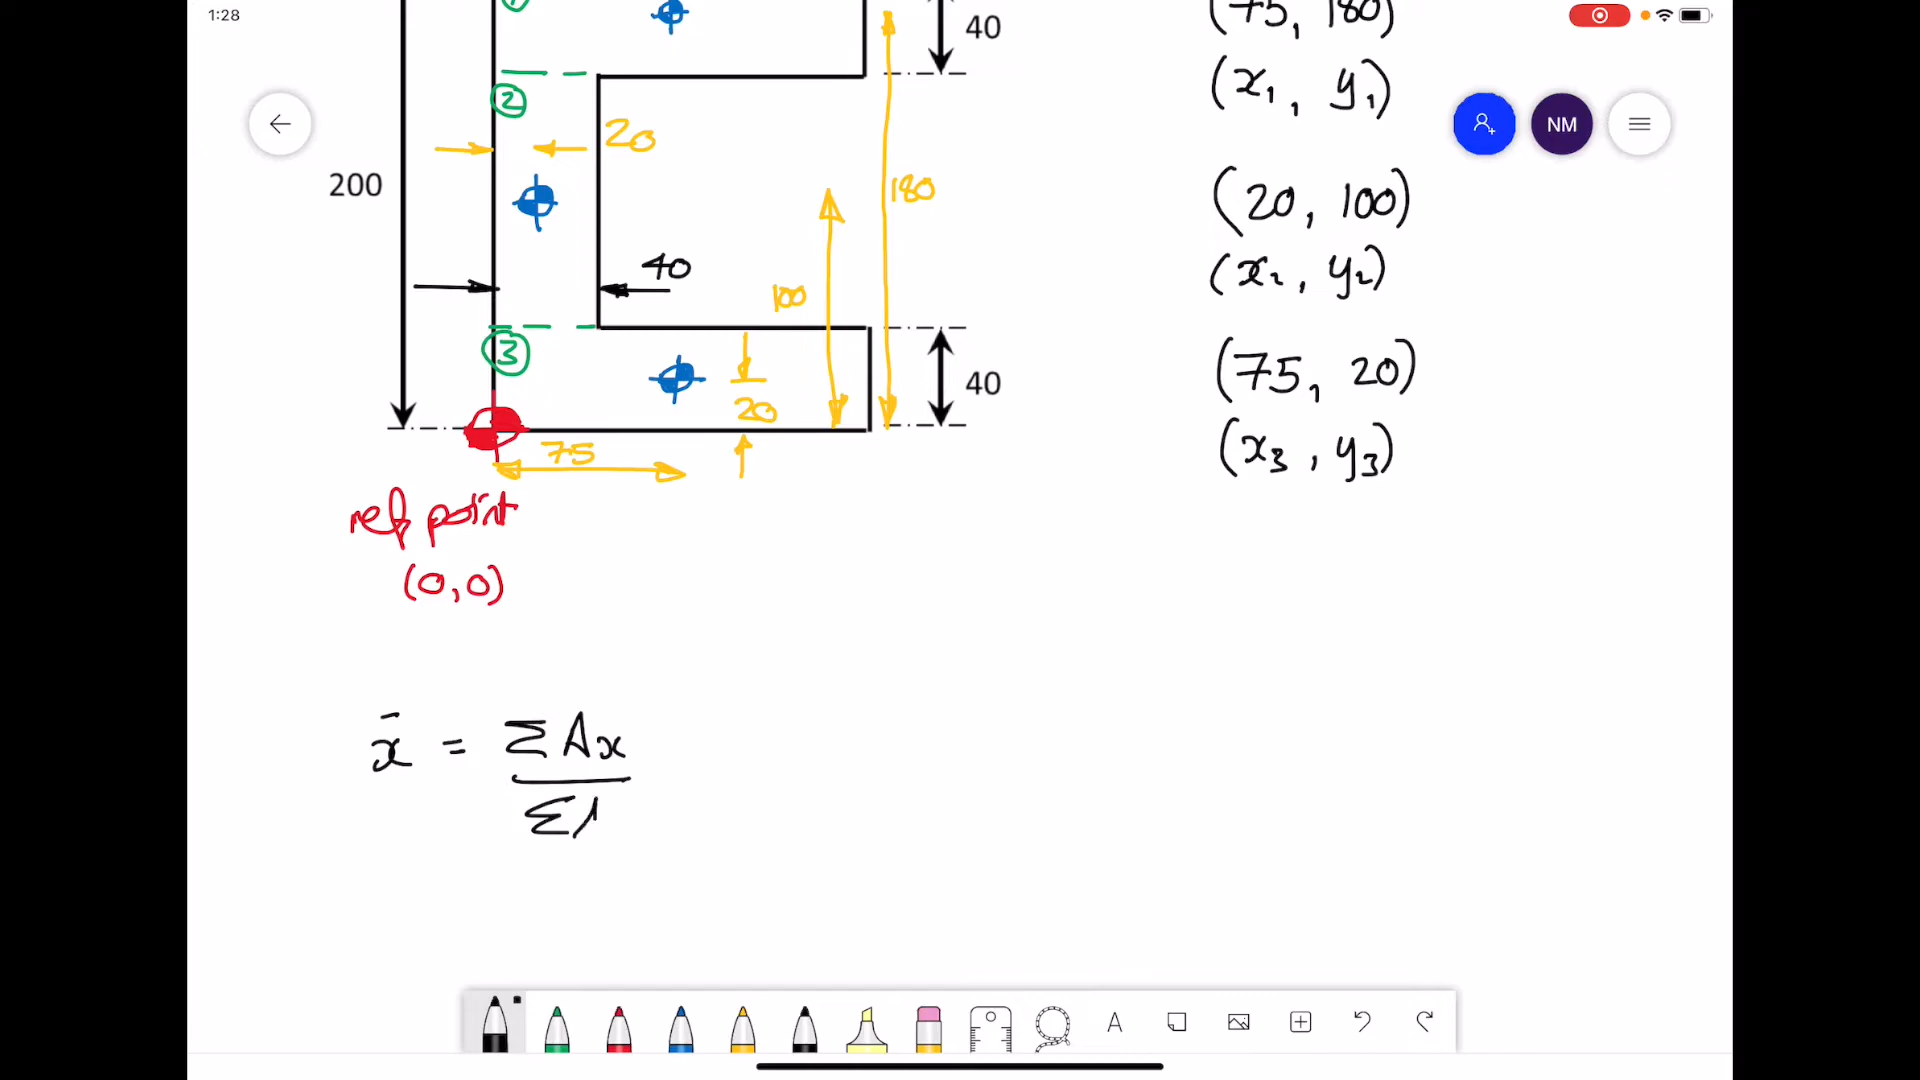 1:28
1
40
(75, 180)
2
(x₁, y₁)
NM
20
200
180
(20, 100)
40
(x₂, y₂)
100
3
(75, 20)
40
20
75
(x₃, y₃)
ref point
(0,0)
x̄ = ΣAx
Σ
A